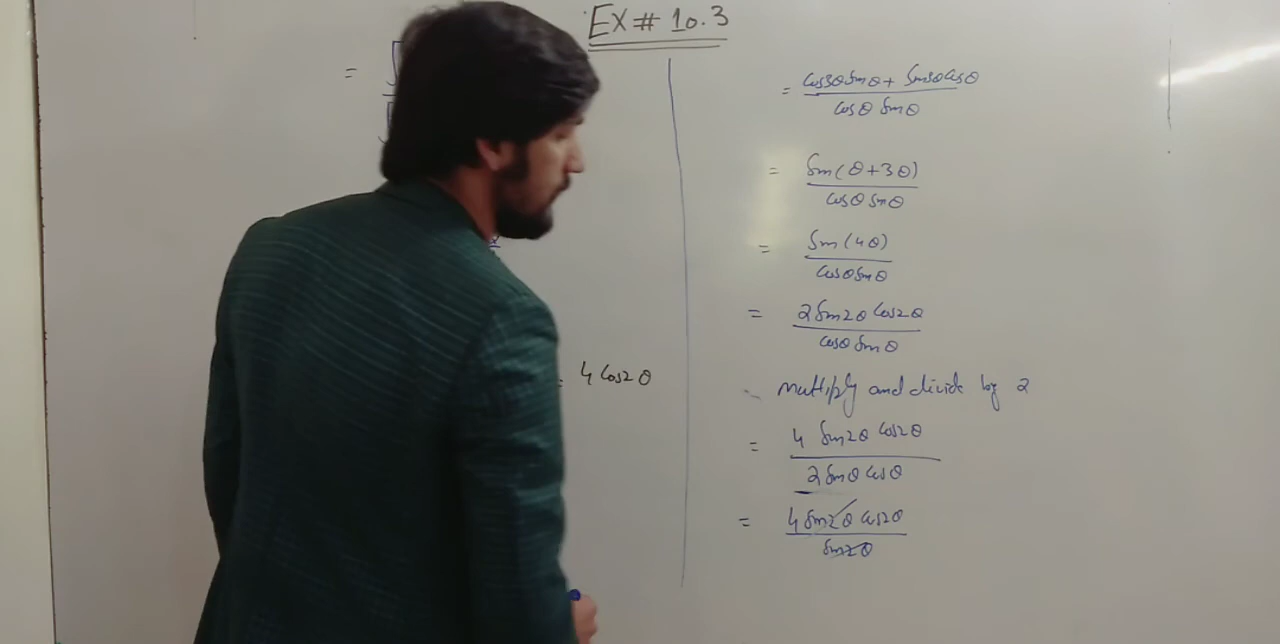 EX # 10.3
=
= 4 Cos2θ
= Cos3θ Sinθ + Sin3θ Cosθ
Cosθ Sinθ
= Sin(θ+3θ)
Cosθ Sinθ
= Sin(4θ)
Cosθ Sinθ
= 2 Sin2θ Cos2θ
Cosθ Sinθ
Multiply and divide by 2
= 4 Sin2θ Cos2θ
2 Sinθ Cosθ
= 4 Sin2θ Cos2θ
Sin2θ